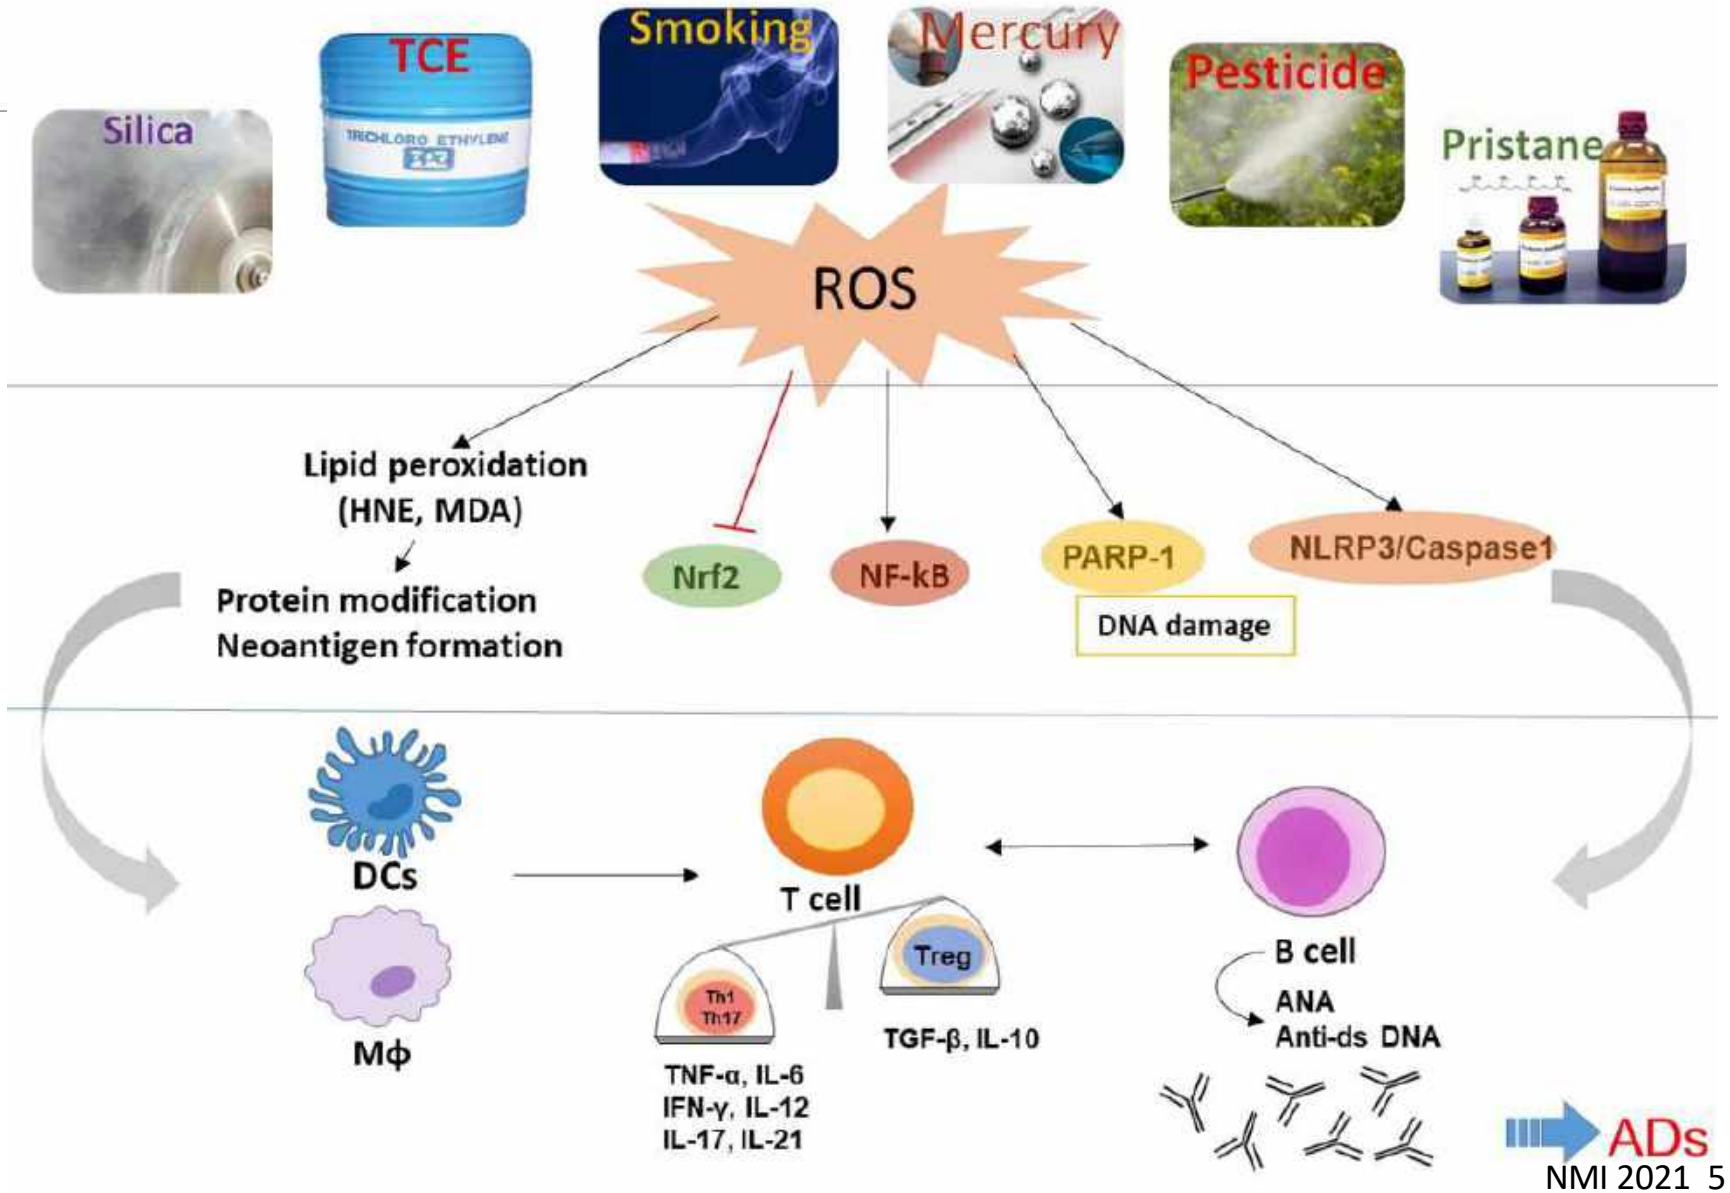 Silica
TCE
TRICHLORO ETHYLENE
Smoking
Mercury
Pesticide
Pristane
ROS
Lipid peroxidation
(HNE, MDA)
Protein modification
Neoantigen formation
Nrf2
NF-kB
PARP-1
DNA damage
NLRP3/Caspase1
DCs
Mϕ
T cell
Th1
Th17
Treg
TNF-α, IL-6
IFN-γ, IL-12
IL-17, IL-21
TGF-β, IL-10
B cell
ANA
Anti-ds DNA
ADs
NMI 2021 5